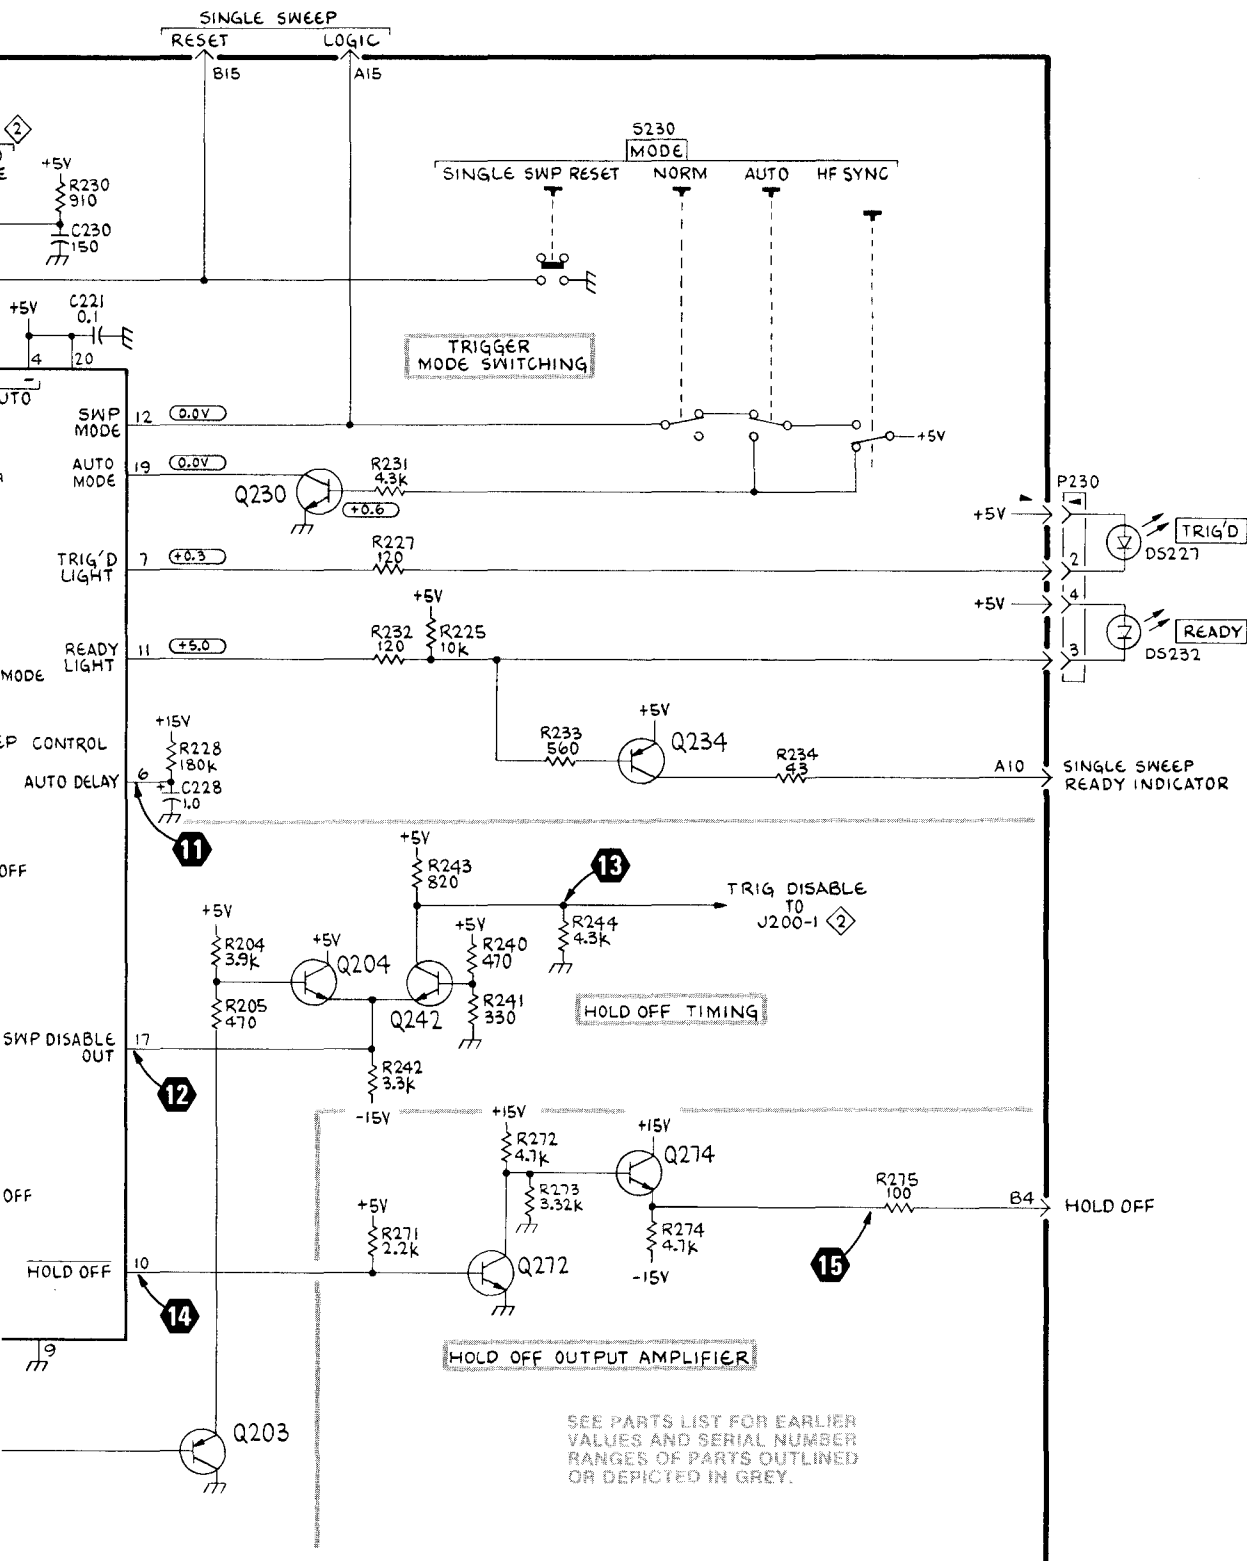 SINGLE SWEEP
RESET LOGIC
B15 A15
2
+5V
R230
910
C230
150
S230
MODE
SINGLE SWP RESET NORM AUTO HF SYNC
+5V
C221
0.1
4 20
UTO
TRIGGER
MODE SWITCHING
SWP
MODE
12 0.0V
+5V
AUTO
MODE
19 0.0V
Q230
R231
4.3K
+0.6
P230
+5V
TRIG'D
DS227
TRIG'D
LIGHT
7 +0.3
R227
120
2
+5V
4
READY
DS232
+5V
R225
10K
READY
LIGHT
11 +5.0
R232
120
3
MODE
EP CONTROL
AUTO DELAY 6
+15V
R228
180K
+
C228
1.0
+5V
R233
560
Q234
R234
43
A10 SINGLE SWEEP
READY INDICATOR
11
OFF
+5V
R243
820
13
TRIG DISABLE
TO
J200-1 2
R244
4.3K
+5V
R204
3.9K
R205
470
+5V
Q204
Q242
+5V
R240
470
R241
330
HOLD OFF TIMING
SWP DISABLE
OUT
17
12
R242
3.3K
-15V
+15V
R272
4.7K
R273
3.32K
+15V
Q274
R274
4.7K
-15V
R275
100
B4 HOLD OFF
15
OFF
+5V
R271
2.2K
Q272
HOLD OFF 10
14
9
HOLD OFF OUTPUT AMPLIFIER
Q203
SEE PARTS LIST FOR EARLIER
VALUES AND SERIAL NUMBER
RANGES OF PARTS OUTLINED
OR DEPICTED IN GREY.